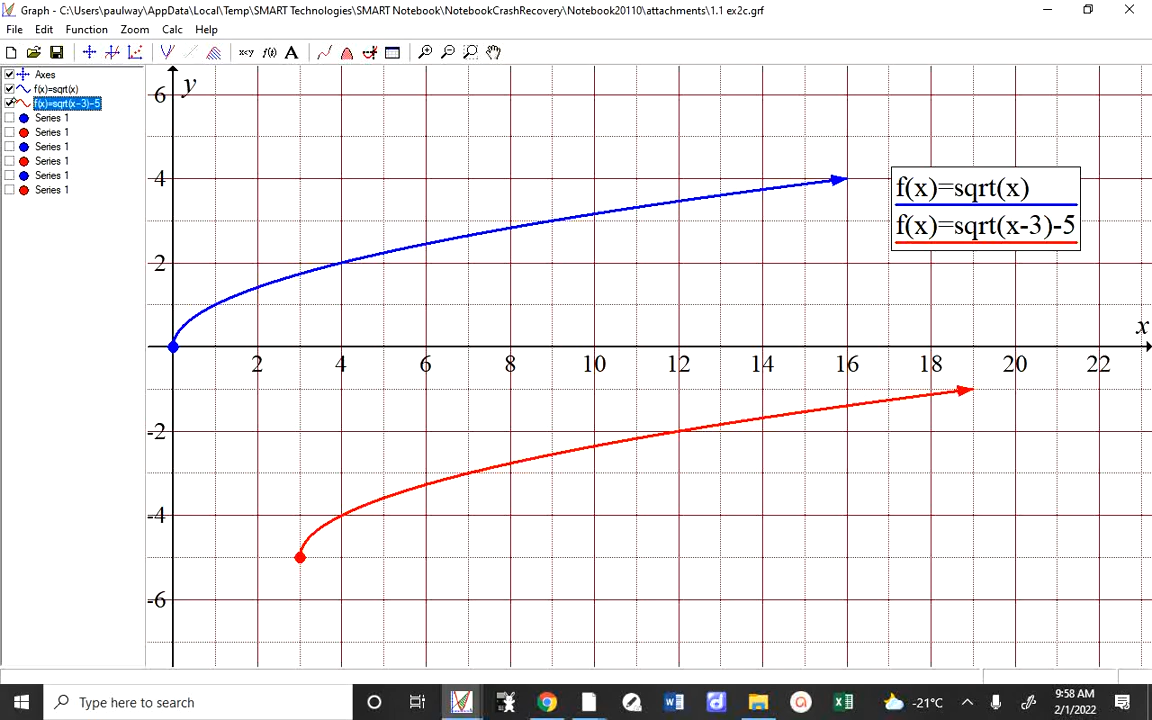 Graph - C:\Users\paulway\AppData\Local\Temp\SMART Technologies\SMART Notebook\NotebookCrashRecovery\Notebook20110\attachments\1.1 ex2c.grf
File Edit Function Zoom Calc Help
x<y f(t) A
Axes
f(x)=sqrt(x)
f(x)=sqrt(x-3)-5
Series 1
Series 1
Series 1
Series 1
Series 1
Series 1
y
6
4
2
-2
-4
-6
x
2 4 6 8 10 12 14 16 18 20 22
f(x)=sqrt(x)
f(x)=sqrt(x-3)-5
Type here to search
-21°C
9:58 AM
2/1/2022